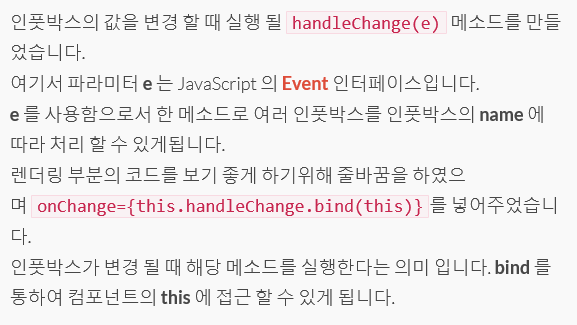 인풋박스의 값을 변경 할 때 실행 될 handleChange(e) 메소드를 만들
었습니다.
여기서 파라미터 e 는 JavaScript 의 Event 인터페이스입니다.
e 를 사용함으로서 한 메소드로 여러 인풋박스를 인풋박스의 name 에
따라 처리 할 수 있게됩니다.
렌더링 부분의 코드를 보기 좋게 하기위해 줄바꿈을 하였으
며 onChange={this.handleChange.bind(this)} 를 넣어주었습니
다.
인풋박스가 변경 될 때 해당 메소드를 실행한다는 의미 입니다. bind 를
통하여 컴포넌트의 this 에 접근 할 수 있게 됩니다.